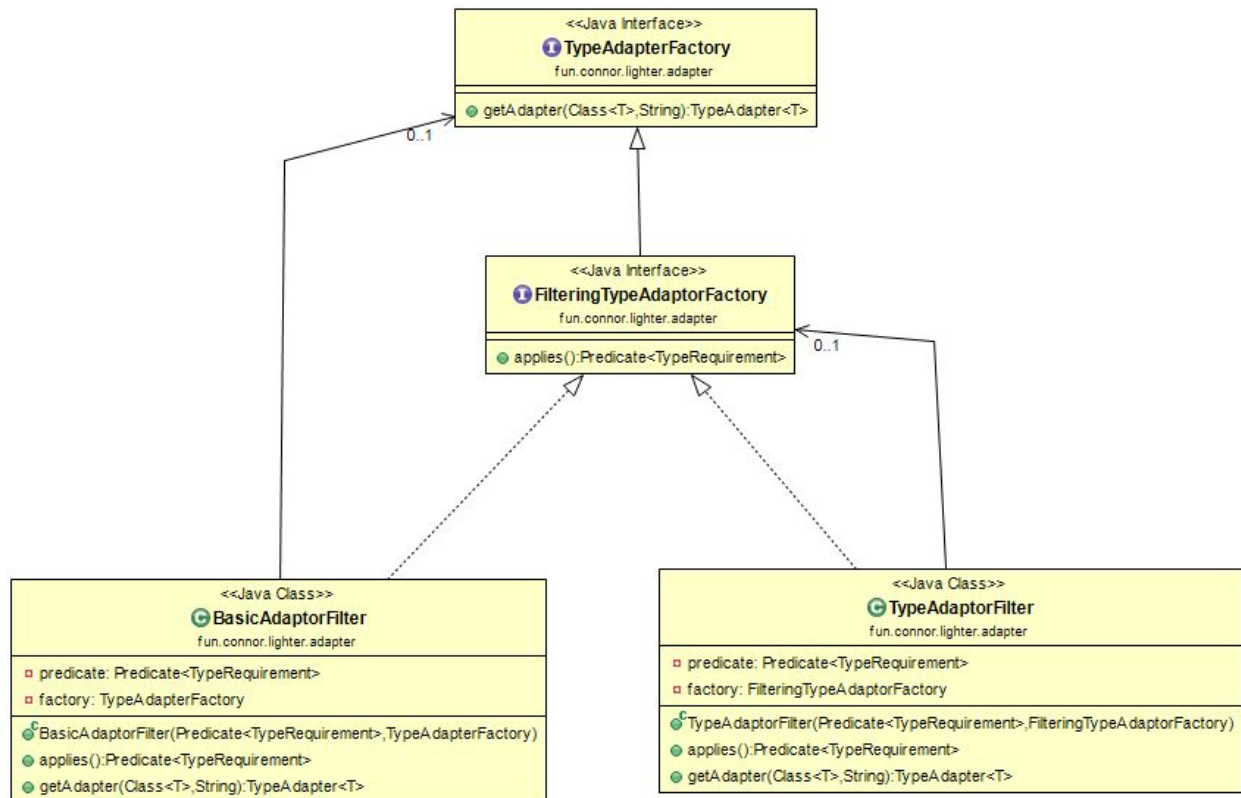 <<Java Interface>>
TypeAdapterFactory
fun.connor.lighter.adapter
getAdapter(Class<T>,String):TypeAdapter<T>
0..1
<<Java Interface>>
FilteringTypeAdaptorFactory
fun.connor.lighter.adapter
applies():Predicate<TypeRequirement>
0..1
<<Java Class>>
BasicAdaptorFilter
fun.connor.lighter.adapter
predicate: Predicate<TypeRequirement>
factory: TypeAdapterFactory
BasicAdaptorFilter(Predicate<TypeRequirement>,TypeAdapterFactory)
applies():Predicate<TypeRequirement>
getAdapter(Class<T>,String):TypeAdapter<T>
<<Java Class>>
TypeAdaptorFilter
fun.connor.lighter.adapter
predicate: Predicate<TypeRequirement>
factory: FilteringTypeAdaptorFactory
TypeAdaptorFilter(Predicate<TypeRequirement>,FilteringTypeAdaptorFactory)
applies():Predicate<TypeRequirement>
getAdapter(Class<T>,String):TypeAdapter<T>